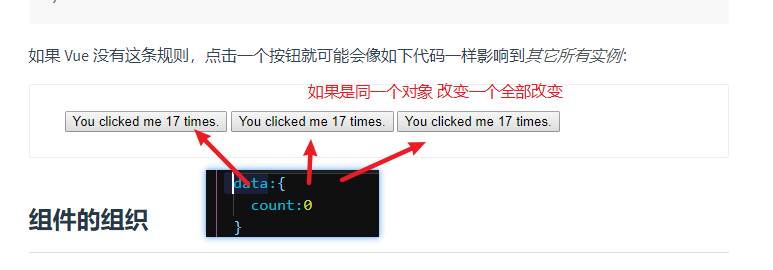 如果 Vue 没有这条规则，点击一个按钮就可能会像如下代码一样影响到其它所有实例：
如果是同一个对象 改变一个全部改变
You clicked me 17 times. You clicked me 17 times. You clicked me 17 times.
data:{
count:0
}
组件的组织